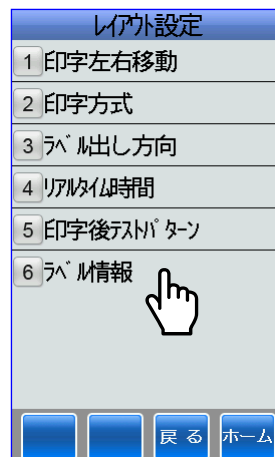 ﾚｲｱｳﾄ設定
1 印字左右移動
2 印字方式
3 ﾗﾍﾞﾙ出し方向
4 ﾘｱﾙﾀｲﾑ時間
5 印字後ﾃｽﾄﾊﾟﾀｰﾝ
6 ﾗﾍﾞﾙ情報
戻る ホーム